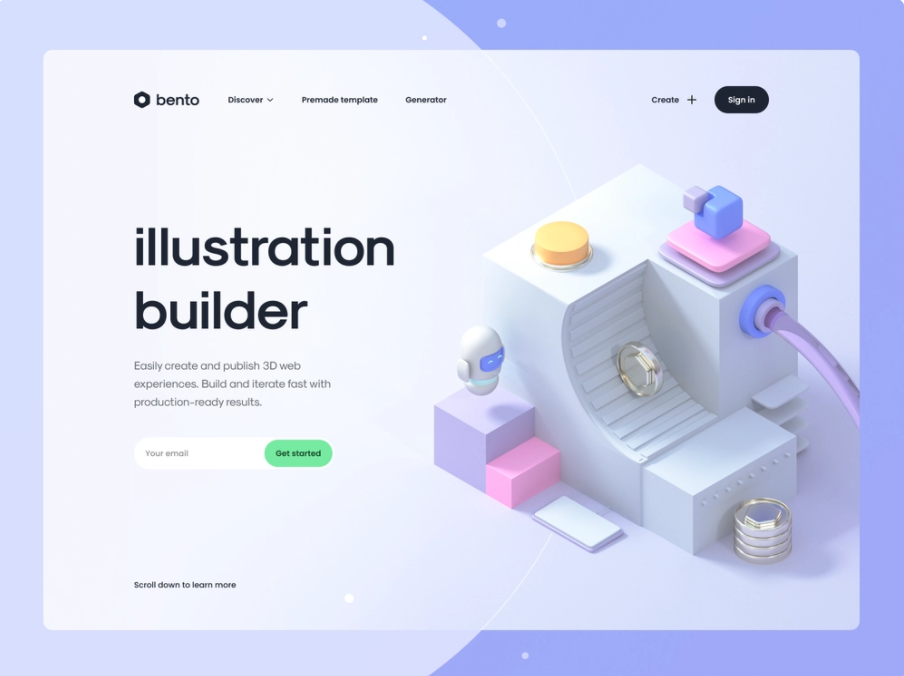 bento
Discover
Premade template
Generator
Create
Sign in
illustration
builder
Easily create and publish 3D web
experiences. Build and iterate fast with
production-ready results.
Your email
Get started
Scroll down to learn more